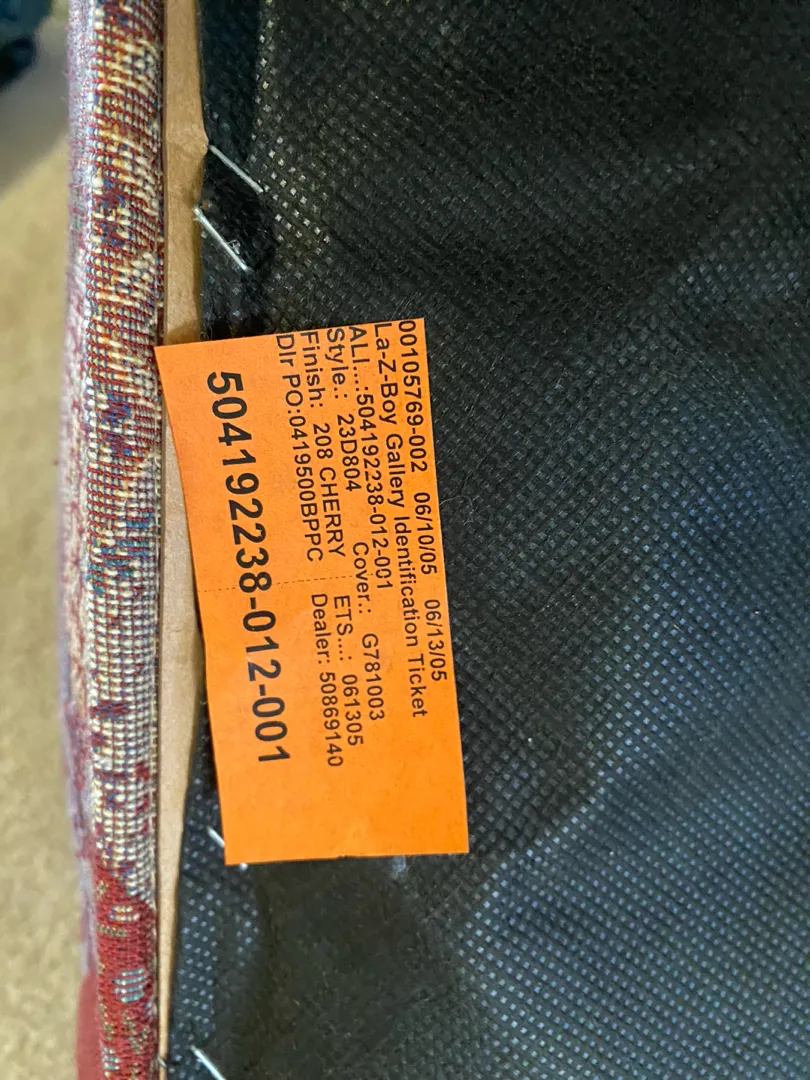 00105769-002 06/10/05 06/13/05
La-Z-Boy Gallery Identification Ticket
ALI...:504192238-012-001
Style.: 23D804 Cover.: G781003
Finish: 208 CHERRY ETS...: 061305
Dlr PO:0419500BPPC Dealer: 50869140
504192238-012-001